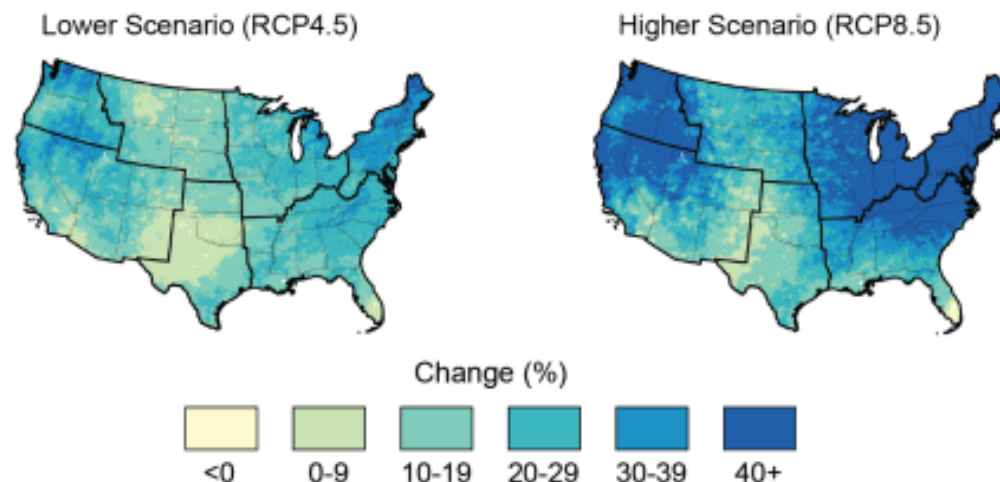 Lower Scenario (RCP4.5) Higher Scenario (RCP8.5)
Change (%)
<0 0-9 10-19 20-29 30-39 40+